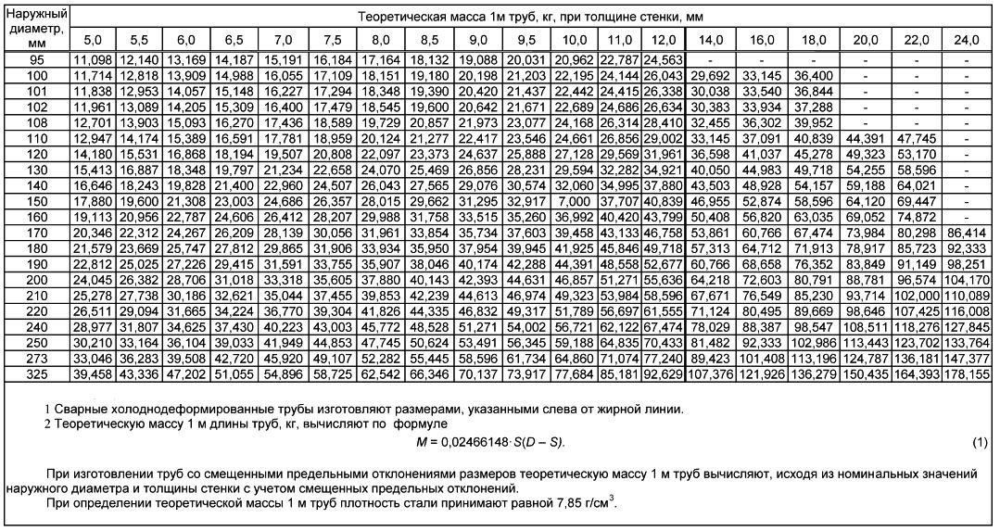 Наружный диаметр, мм Теоретическая масса 1м труб, кг, при толщине стенки, мм
5,0 5,5 6,0 6,5 7,0 7,5 8,0 8,5 9,0 9,5 10,0 11,0 12,0 14,0 16,0 18,0 20,0 22,0 24,0
95 11,098 12,140 13,169 14,187 15,191 16,184 17,164 18,132 19,088 20,031 20,962 22,787 24,563 - - - - - -
100 11,714 12,818 13,909 14,988 16,055 17,109 18,151 19,180 20,198 21,203 22,195 24,144 26,043 29,692 33,145 36,400 - - -
101 11,838 12,953 14,057 15,148 16,227 17,294 18,348 19,390 20,420 21,437 22,442 24,415 26,338 30,038 33,540 36,844 - - -
102 11,961 13,089 14,205 15,309 16,400 17,479 18,545 19,600 20,642 21,671 22,689 24,686 26,634 30,383 33,934 37,288 - - -
108 12,701 13,903 15,093 16,270 17,436 18,589 19,729 20,857 21,973 23,077 24,168 26,314 28,410 32,455 36,302 39,952 - - -
110 12,947 14,174 15,389 16,591 17,781 18,959 20,124 21,277 22,417 23,546 24,661 26,856 29,002 33,145 37,091 40,839 44,391 47,745 -
120 14,180 15,531 16,868 18,194 19,507 20,808 22,097 23,373 24,637 25,888 27,128 29,569 31,961 36,598 41,037 45,278 49,323 53,170 -
130 15,413 16,887 18,348 19,797 21,234 22,658 24,070 25,469 26,856 28,231 29,594 32,282 34,921 40,050 44,983 49,718 54,255 58,596 -
140 16,646 18,243 19,828 21,400 22,960 24,507 26,043 27,565 29,076 30,574 32,060 34,995 37,880 43,503 48,928 54,157 59,188 64,021 -
150 17,880 19,600 21,308 23,003 24,686 26,357 28,015 29,662 31,295 32,917 7,000 37,707 40,839 46,955 52,874 58,596 64,120 69,447 -
160 19,113 20,956 22,787 24,606 26,412 28,207 29,988 31,758 33,515 35,260 36,992 40,420 43,799 50,408 56,820 63,035 69,052 74,872 -
170 20,346 22,312 24,267 26,209 28,139 30,056 31,961 33,854 35,734 37,603 39,458 43,133 46,758 53,861 60,766 67,474 73,984 80,298 86,414
180 21,579 23,669 25,747 27,812 29,865 31,906 33,934 35,950 37,954 39,945 41,925 45,846 49,718 57,313 64,712 71,913 78,917 85,723 92,333
190 22,812 25,025 27,226 29,415 31,591 33,755 35,907 38,046 40,174 42,288 44,391 48,558 52,677 60,766 68,658 76,352 83,849 91,149 98,251
200 24,045 26,382 28,706 31,018 33,318 35,605 37,880 40,143 42,393 44,631 46,857 51,271 55,636 64,218 72,603 80,791 88,781 96,574 104,170
210 25,278 27,738 30,186 32,621 35,044 37,455 39,853 42,239 44,613 46,974 49,323 53,984 58,596 67,671 76,549 85,230 93,714 102,000 110,089
220 26,511 29,094 31,665 34,224 36,770 39,304 41,826 44,335 46,832 49,317 51,789 56,697 61,555 71,124 80,495 89,669 98,646 107,425 116,008
240 28,977 31,807 34,625 37,430 40,223 43,003 45,772 48,528 51,271 54,002 56,721 62,122 67,474 78,029 88,387 98,547 108,511 118,276 127,845
250 30,210 33,164 36,104 39,033 41,949 44,853 47,745 50,624 53,491 56,345 59,188 64,835 70,433 81,482 92,333 102,986 113,443 123,702 133,764
273 33,046 36,283 39,508 42,720 45,920 49,107 52,282 55,445 58,596 61,734 64,860 71,074 77,240 89,423 101,408 113,196 124,787 136,181 147,377
325 39,458 43,336 47,202 51,055 54,896 58,725 62,542 66,346 70,137 73,917 77,684 85,181 92,629 107,376 121,926 136,279 150,435 164,393 178,155
1 Сварные холоднодеформированные трубы изготовляют размерами, указанными слева от жирной линии.
2 Теоретическую массу 1 м длины труб, кг, вычисляют по формуле
M = 0,02466148· S(D – S). (1)
При изготовлении труб со смещенными предельными отклонениями размеров теоретическую массу 1 м труб вычисляют, исходя из номинальных значений
наружного диаметра и толщины стенки с учетом смещенных предельных отклонений.
При определении теоретической массы 1 м труб плотность стали принимают равной 7,85 г/см³.